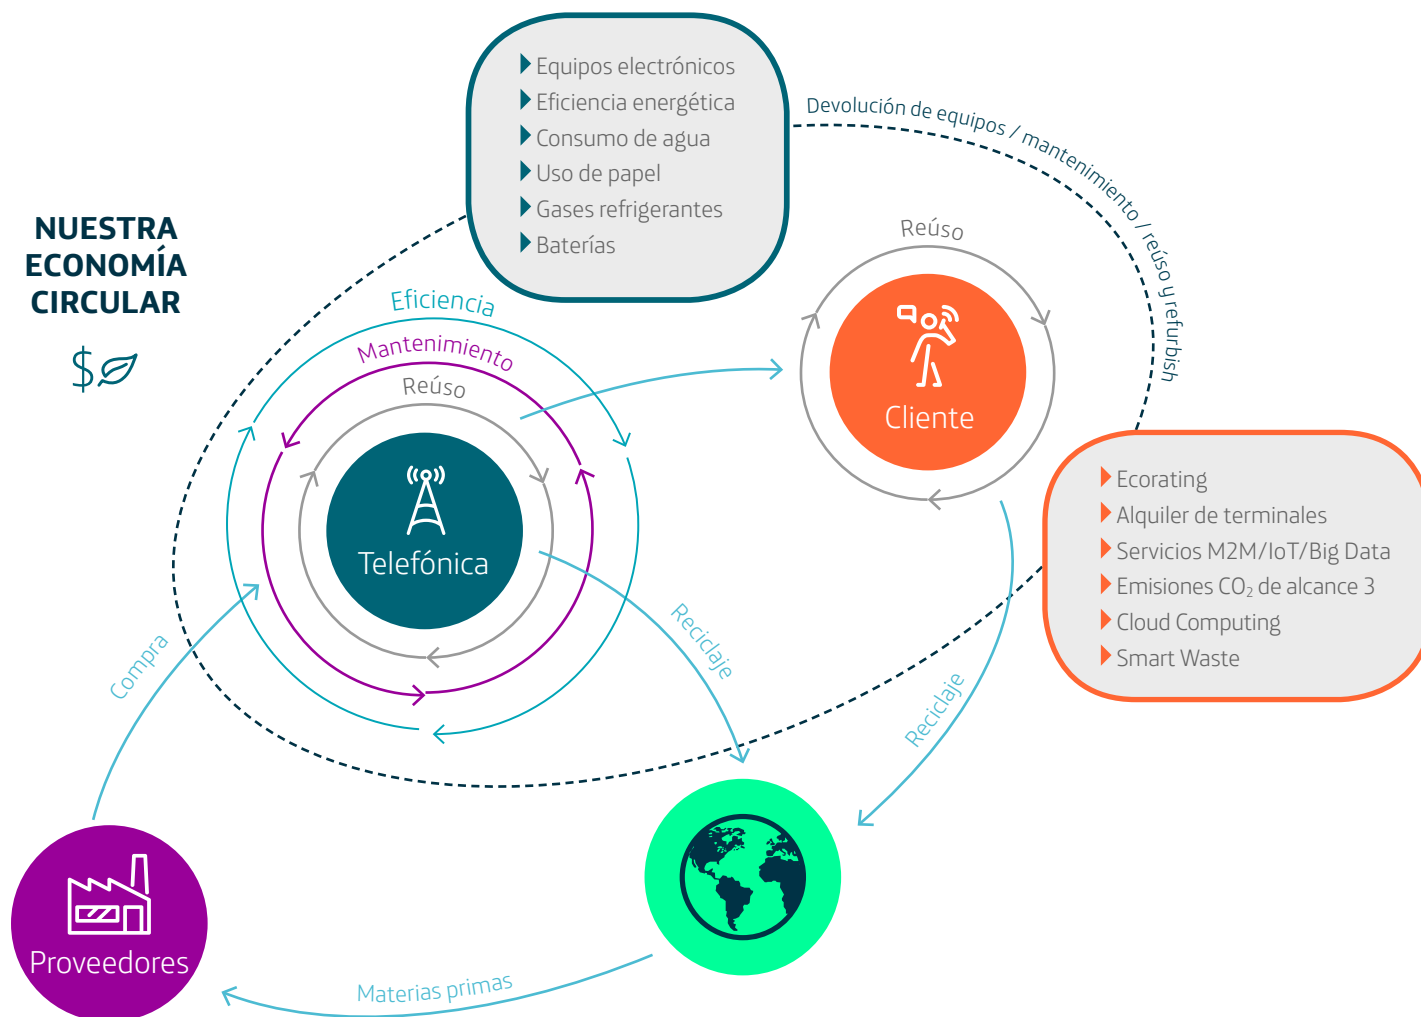 NUESTRA
ECONOMÍA
CIRCULAR
$
Equipos electrónicos
Eficiencia energética
Consumo de agua
Uso de papel
Gases refrigerantes
Baterías
Devolución de equipos / mantenimiento / reúso y refurbish
Eficiencia
Mantenimiento
Reúso
Telefónica
Reúso
Cliente
Ecorating
Alquiler de terminales
Servicios M2M/IoT/Big Data
Emisiones CO₂ de alcance 3
Cloud Computing
Smart Waste
Compra
Reciclaje
Reciclaje
Proveedores
Materias primas